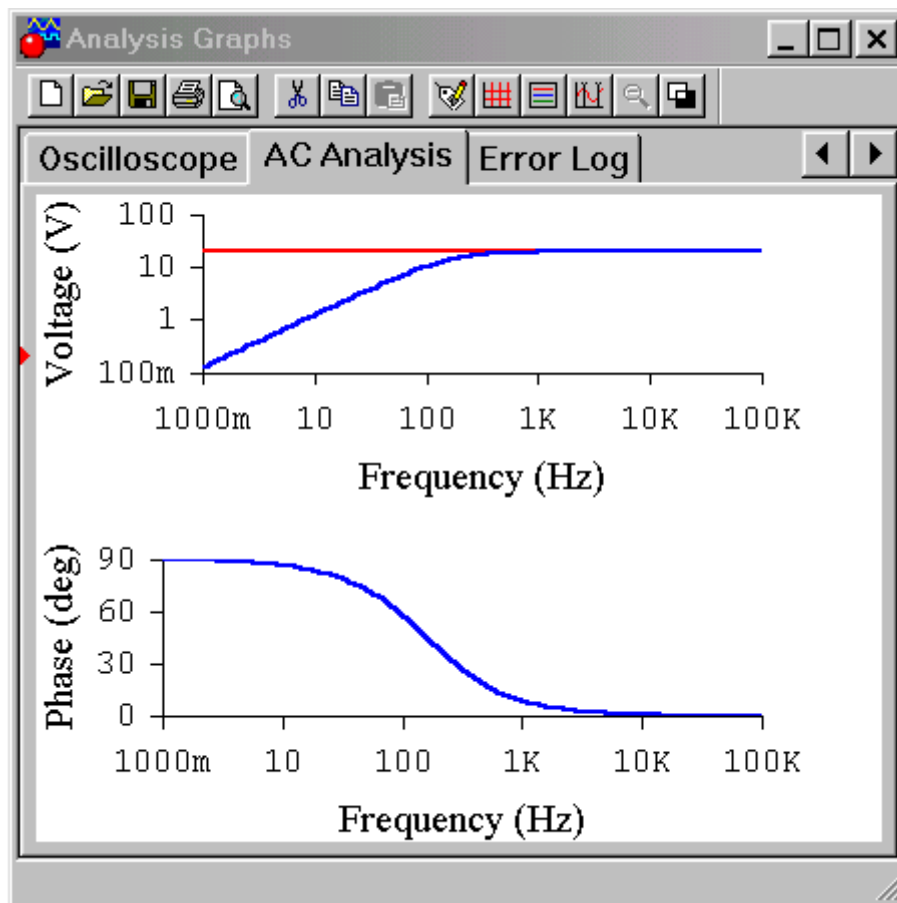 Analysis Graphs
Oscilloscope AC Analysis Error Log
Voltage (V)
100
10
1
100m
1000m 10 100 1K 10K 100K
Frequency (Hz)
Phase (deg)
90
60
30
0
1000m 10 100 1K 10K 100K
Frequency (Hz)